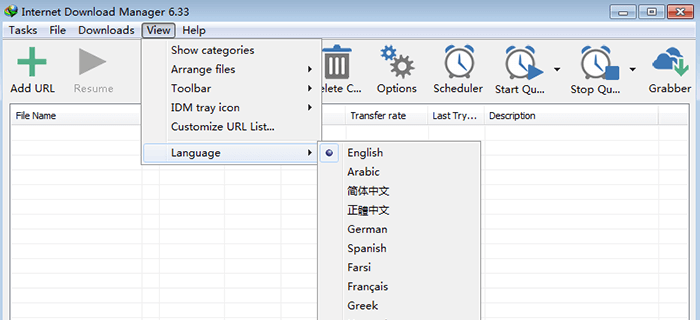 Internet Download Manager 6.33
Tasks File Downloads View Help
Show categories
Arrange files
Toolbar
IDM tray icon
Customize URL List...
Language
Add URL
Resume
elete C...
Options
Scheduler
Start Qu...
Stop Qu...
Grabber
File Name
Transfer rate
Last Try...
Description
English
Arabic
简体中文
正體中文
German
Spanish
Farsi
Français
Greek